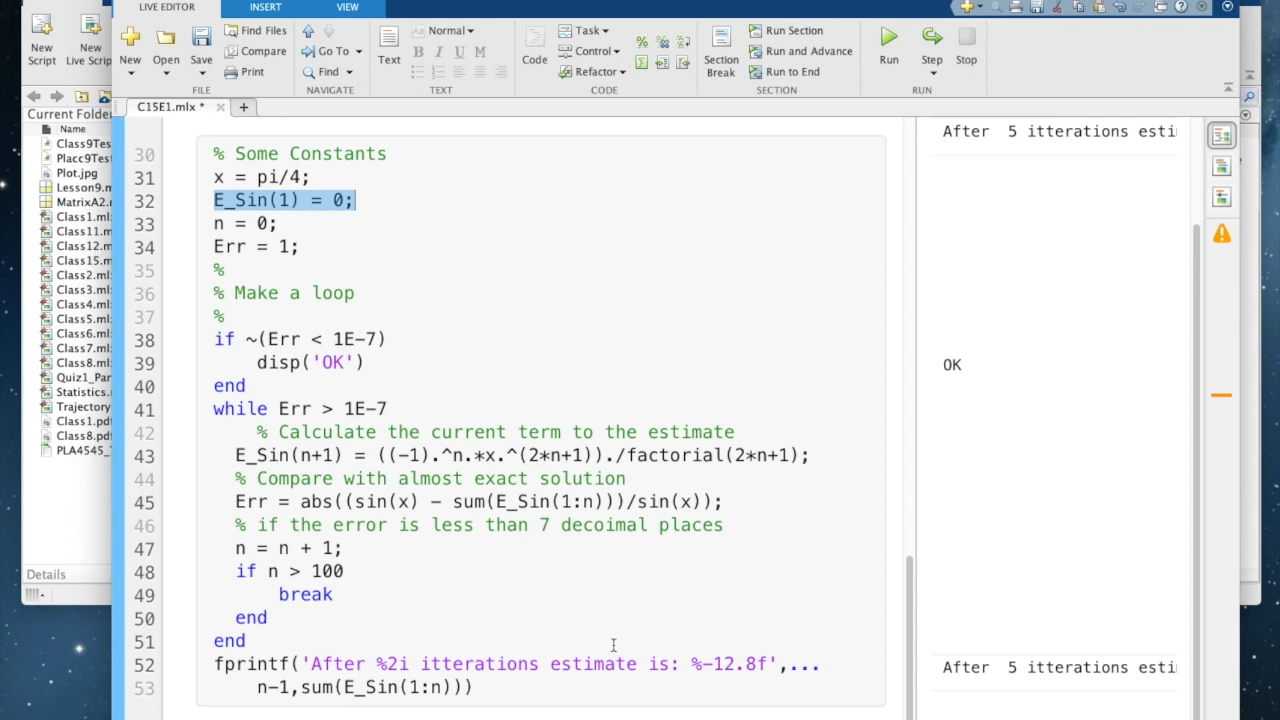 LIVE EDITOR INSERT VIEW
New Script
New Live Scrip
New Open Save
Find Files
Compare
Print
FILE
Go To
Find
NAVIGATE
Text
Normal
B I U M
TEXT
Code
Task
Control
Refactor
CODE
Section Break
Run Section
Run and Advance
Run to End
SECTION
Run Step Stop
RUN
Current Folde
Name
Class9Tes
Placc9Test
Plot.jpg
Lesson9.m
MatrixA2.m
Class1.ml
Class11.m
Class12.m
Class15.m
Class2.ml
Class3.ml
Class4.ml
Class5.ml
Class6.ml
Class7.ml
Class8.ml
Quiz1_Par
Statistics.
Trajectory
Class1.pdf
Class8.pdf
PLA4545_
Details
C15E1.mlx *
30 % Some Constants
31 x = pi/4;
32 E_Sin(1) = 0;
33 n = 0;
34 Err = 1;
35 %
36 % Make a loop
37 %
38 if ~(Err < 1E-7)
39 disp('OK')
40 end
41 while Err > 1E-7
42 % Calculate the current term to the estimate
43 E_Sin(n+1) = ((-1).^n.*x.^(2*n+1))./factorial(2*n+1);
44 % Compare with almost exact solution
45 Err = abs((sin(x) - sum(E_Sin(1:n)))/sin(x));
46 % if the error is less than 7 decoimal places
47 n = n + 1;
48 if n > 100
49 break
50 end
51 end
52 fprintf('After %2i itterations estimate is: %-12.8f',...
53 n-1,sum(E_Sin(1:n)))
After 5 itterations esti
OK
After 5 itterations esti